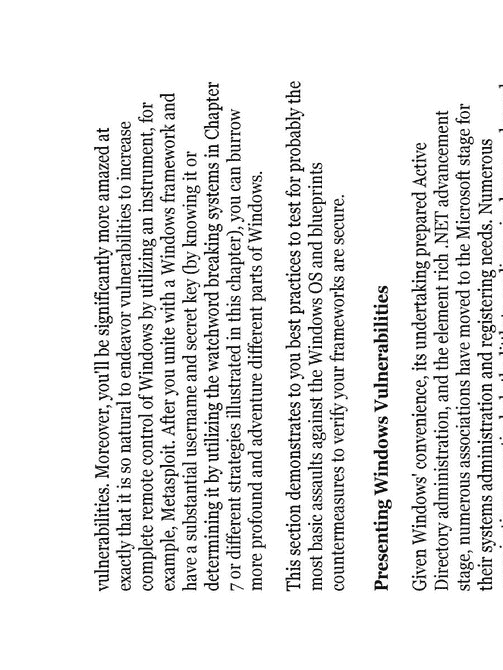 vulnerabilities. Moreover, you'll be significantly more amazed at
exactly that it is so natural to endeavor vulnerabilities to increase
complete remote control of Windows by utilizing an instrument, for
example, Metasploit. After you unite with a Windows framework and
have a substantial username and secret key (by knowing it or
determining it by utilizing the watchword breaking systems in Chapter
7 or different strategies illustrated in this chapter), you can burrow
more profound and adventure different parts of Windows.
This section demonstrates to you best practices to test for probably the
most basic assaults against the Windows OS and blueprints
countermeasures to verify your frameworks are secure.
Presenting Windows Vulnerabilities
Given Windows' convenience, its undertaking prepared Active
Directory administration, and the element rich .NET advancement
stage, numerous associations have moved to the Microsoft stage for
their systems administration and registering needs. Numerous